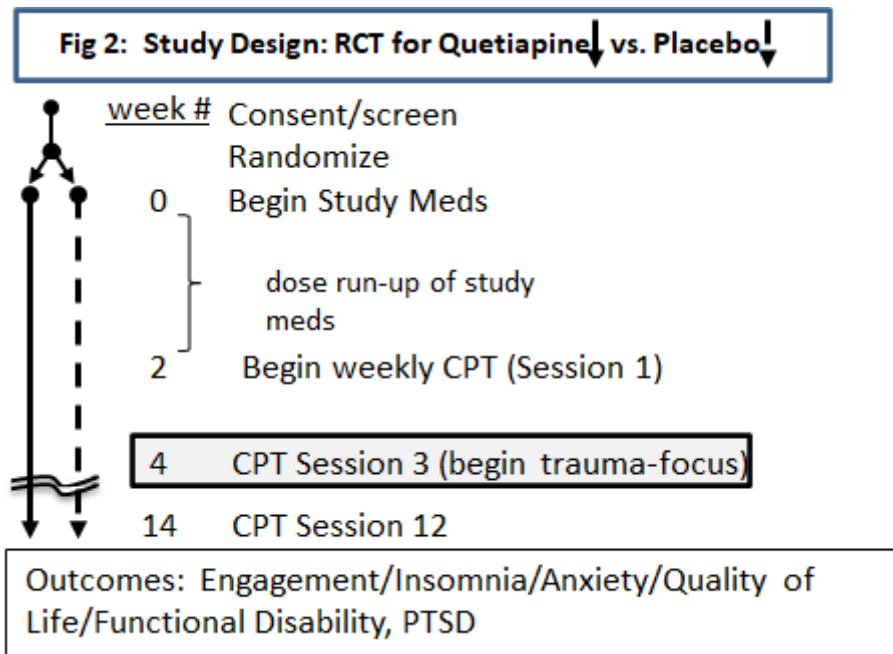 Fig 2: Study Design: RCT for Quetiapine vs. Placebo
week # Consent/screen
Randomize
0 Begin Study Meds
dose run-up of study
meds
2 Begin weekly CPT (Session 1)
4 CPT Session 3 (begin trauma-focus)
14 CPT Session 12
Outcomes: Engagement/Insomnia/Anxiety/Quality of
Life/Functional Disability, PTSD